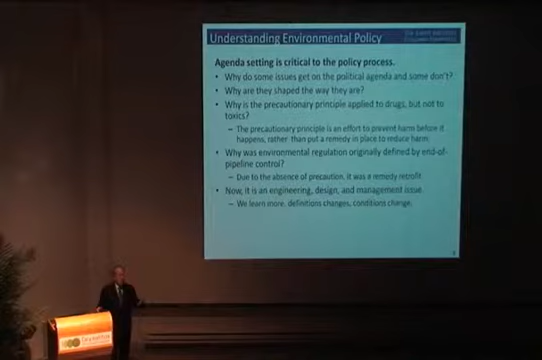 Understanding Environmental Policy
THE EARTH INSTITUTE
COLUMBIA UNIVERSITY
Agenda setting is critical to the policy process.
• Why do some issues get on the political agenda and some don't?
• Why are they shaped the way they are?
• Why is the precautionary principle applied to drugs, but not to
toxics?
– The precautionary principle is an effort to prevent harm before it
happens, rather than put a remedy in place to reduce harm.
• Why was environmental regulation originally defined by end-of-
pipeline control?
– Due to the absence of precaution, it was a remedy retrofit
• Now, it is an engineering, design, and management issue.
– We learn more, definitions changes, conditions change.